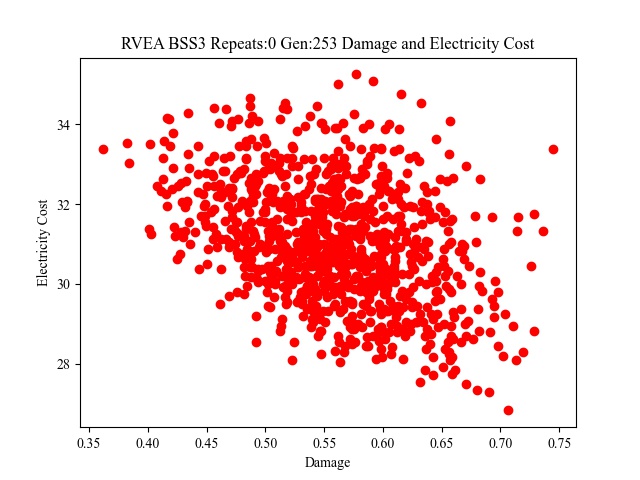 RVEA BSS3 Repeats:0 Gen:253 Damage and Electricity Cost
Electricity Cost
34
32
30
28
0.35 0.40 0.45 0.50 0.55 0.60 0.65 0.70 0.75
Damage